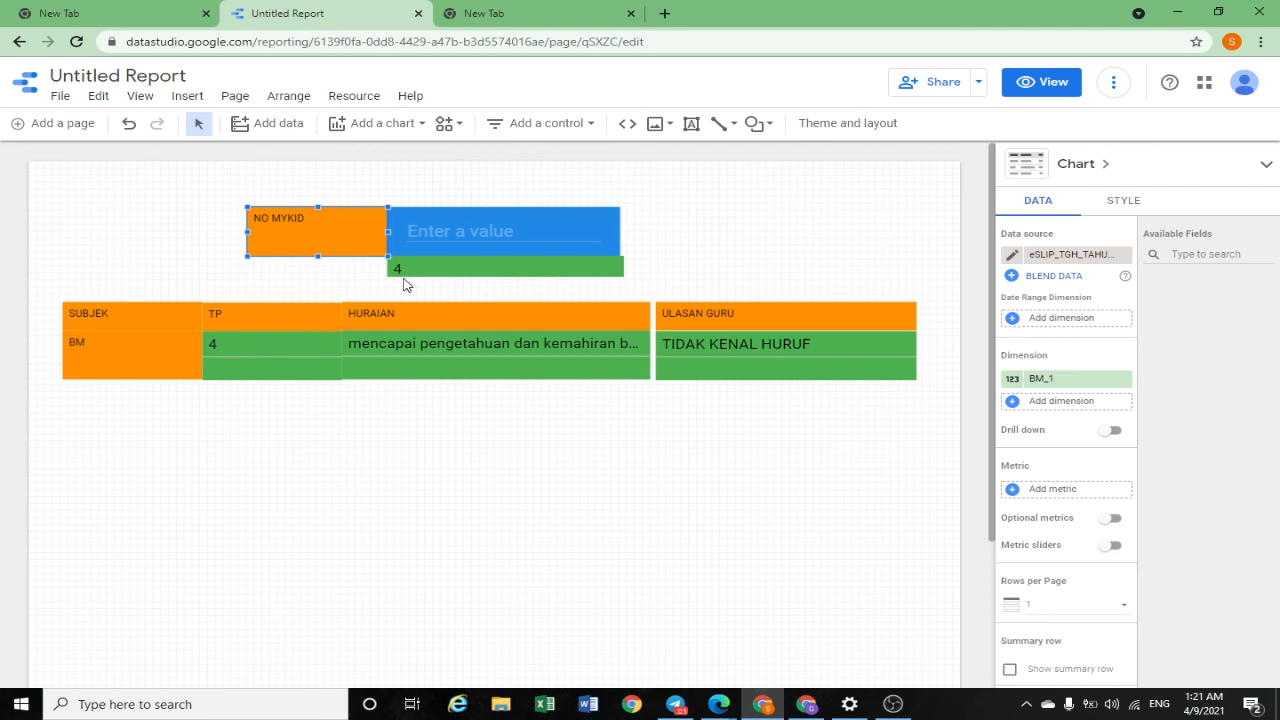 New Tab
Untitled Report
New Tab
datastudio.google.com/reporting/6139f0fa-0dd8-4429-a47b-b3d5574016ae/page/qSXZC/edit
S
Untitled Report
File Edit View Insert Page Arrange Resource Help
Share
View
Add a page
Add data
Add a chart
Add a control
Theme and layout
NO MYKID
Enter a value
4
SUBJEK TP HURAIAN ULASAN GURU
BM 4 mencapai pengetahuan dan kemahiran b... TIDAK KENAL HURUF
Chart
DATA STYLE
Data source
eSLIP_TGH_TAHU...
BLEND DATA
Date Range Dimension
Add dimension
Dimension
123 BM_1
Add dimension
Drill down
Metric
Add metric
Optional metrics
Metric sliders
Rows per Page
1
Summary row
Show summary row
Available Fields
Type to search
Type here to search
ENG
1:21 AM
4/9/2021
2